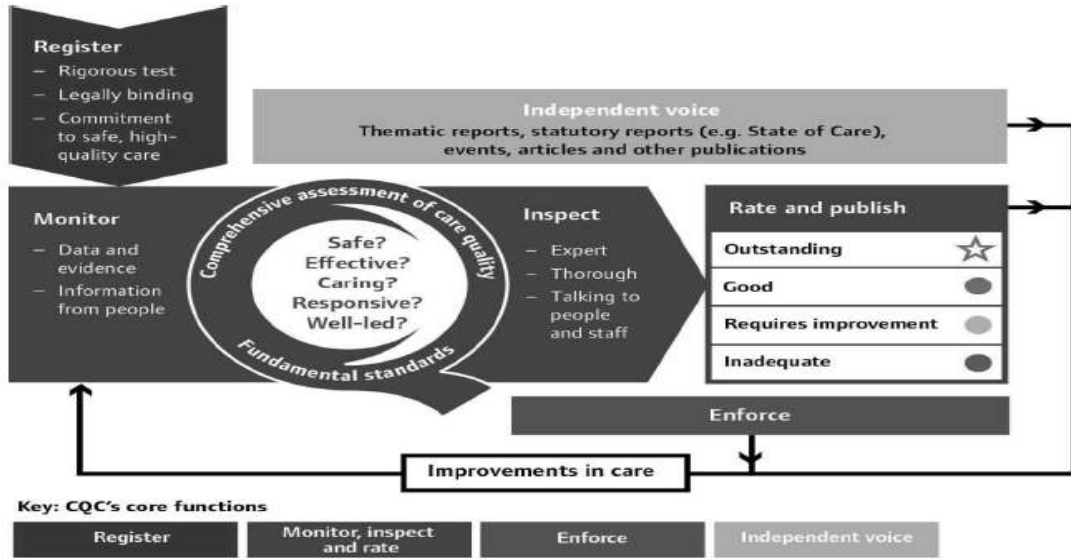 Register
– Rigorous test
– Legally binding
– Commitment
to safe, high-
quality care
Independent voice
Thematic reports, statutory reports (e.g. State of Care),
events, articles and other publications
Monitor
– Data and
evidence
– Information
from people
Comprehensive assessment of care quality
Safe?
Effective?
Caring?
Responsive?
Well-led?
Fundamental standards
Inspect
– Expert
– Thorough
– Talking to
people
and staff
Rate and publish
Outstanding
Good
Requires improvement
Inadequate
Enforce
Improvements in care
Key: CQC's core functions
Register
Monitor, inspect
and rate
Enforce
Independent voice